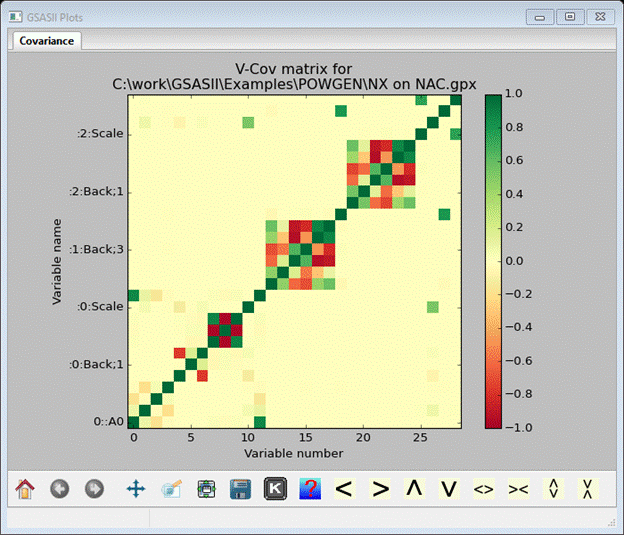 GSASII Plots
Covariance
V-Cov matrix for
C:\work\GSASII\Examples\POWGEN\NX on NAC.gpx
1.0
0.8
0.6
0.4
0.2
0.0
−0.2
−0.4
−0.6
−0.8
−1.0
:2:Scale
:2:Back;1
:1:Back;3
:0:Scale
:0:Back;1
0::A0
Variable name
0 5 10 15 20 25
Variable number
K
?
< > < > <> >< < > > <